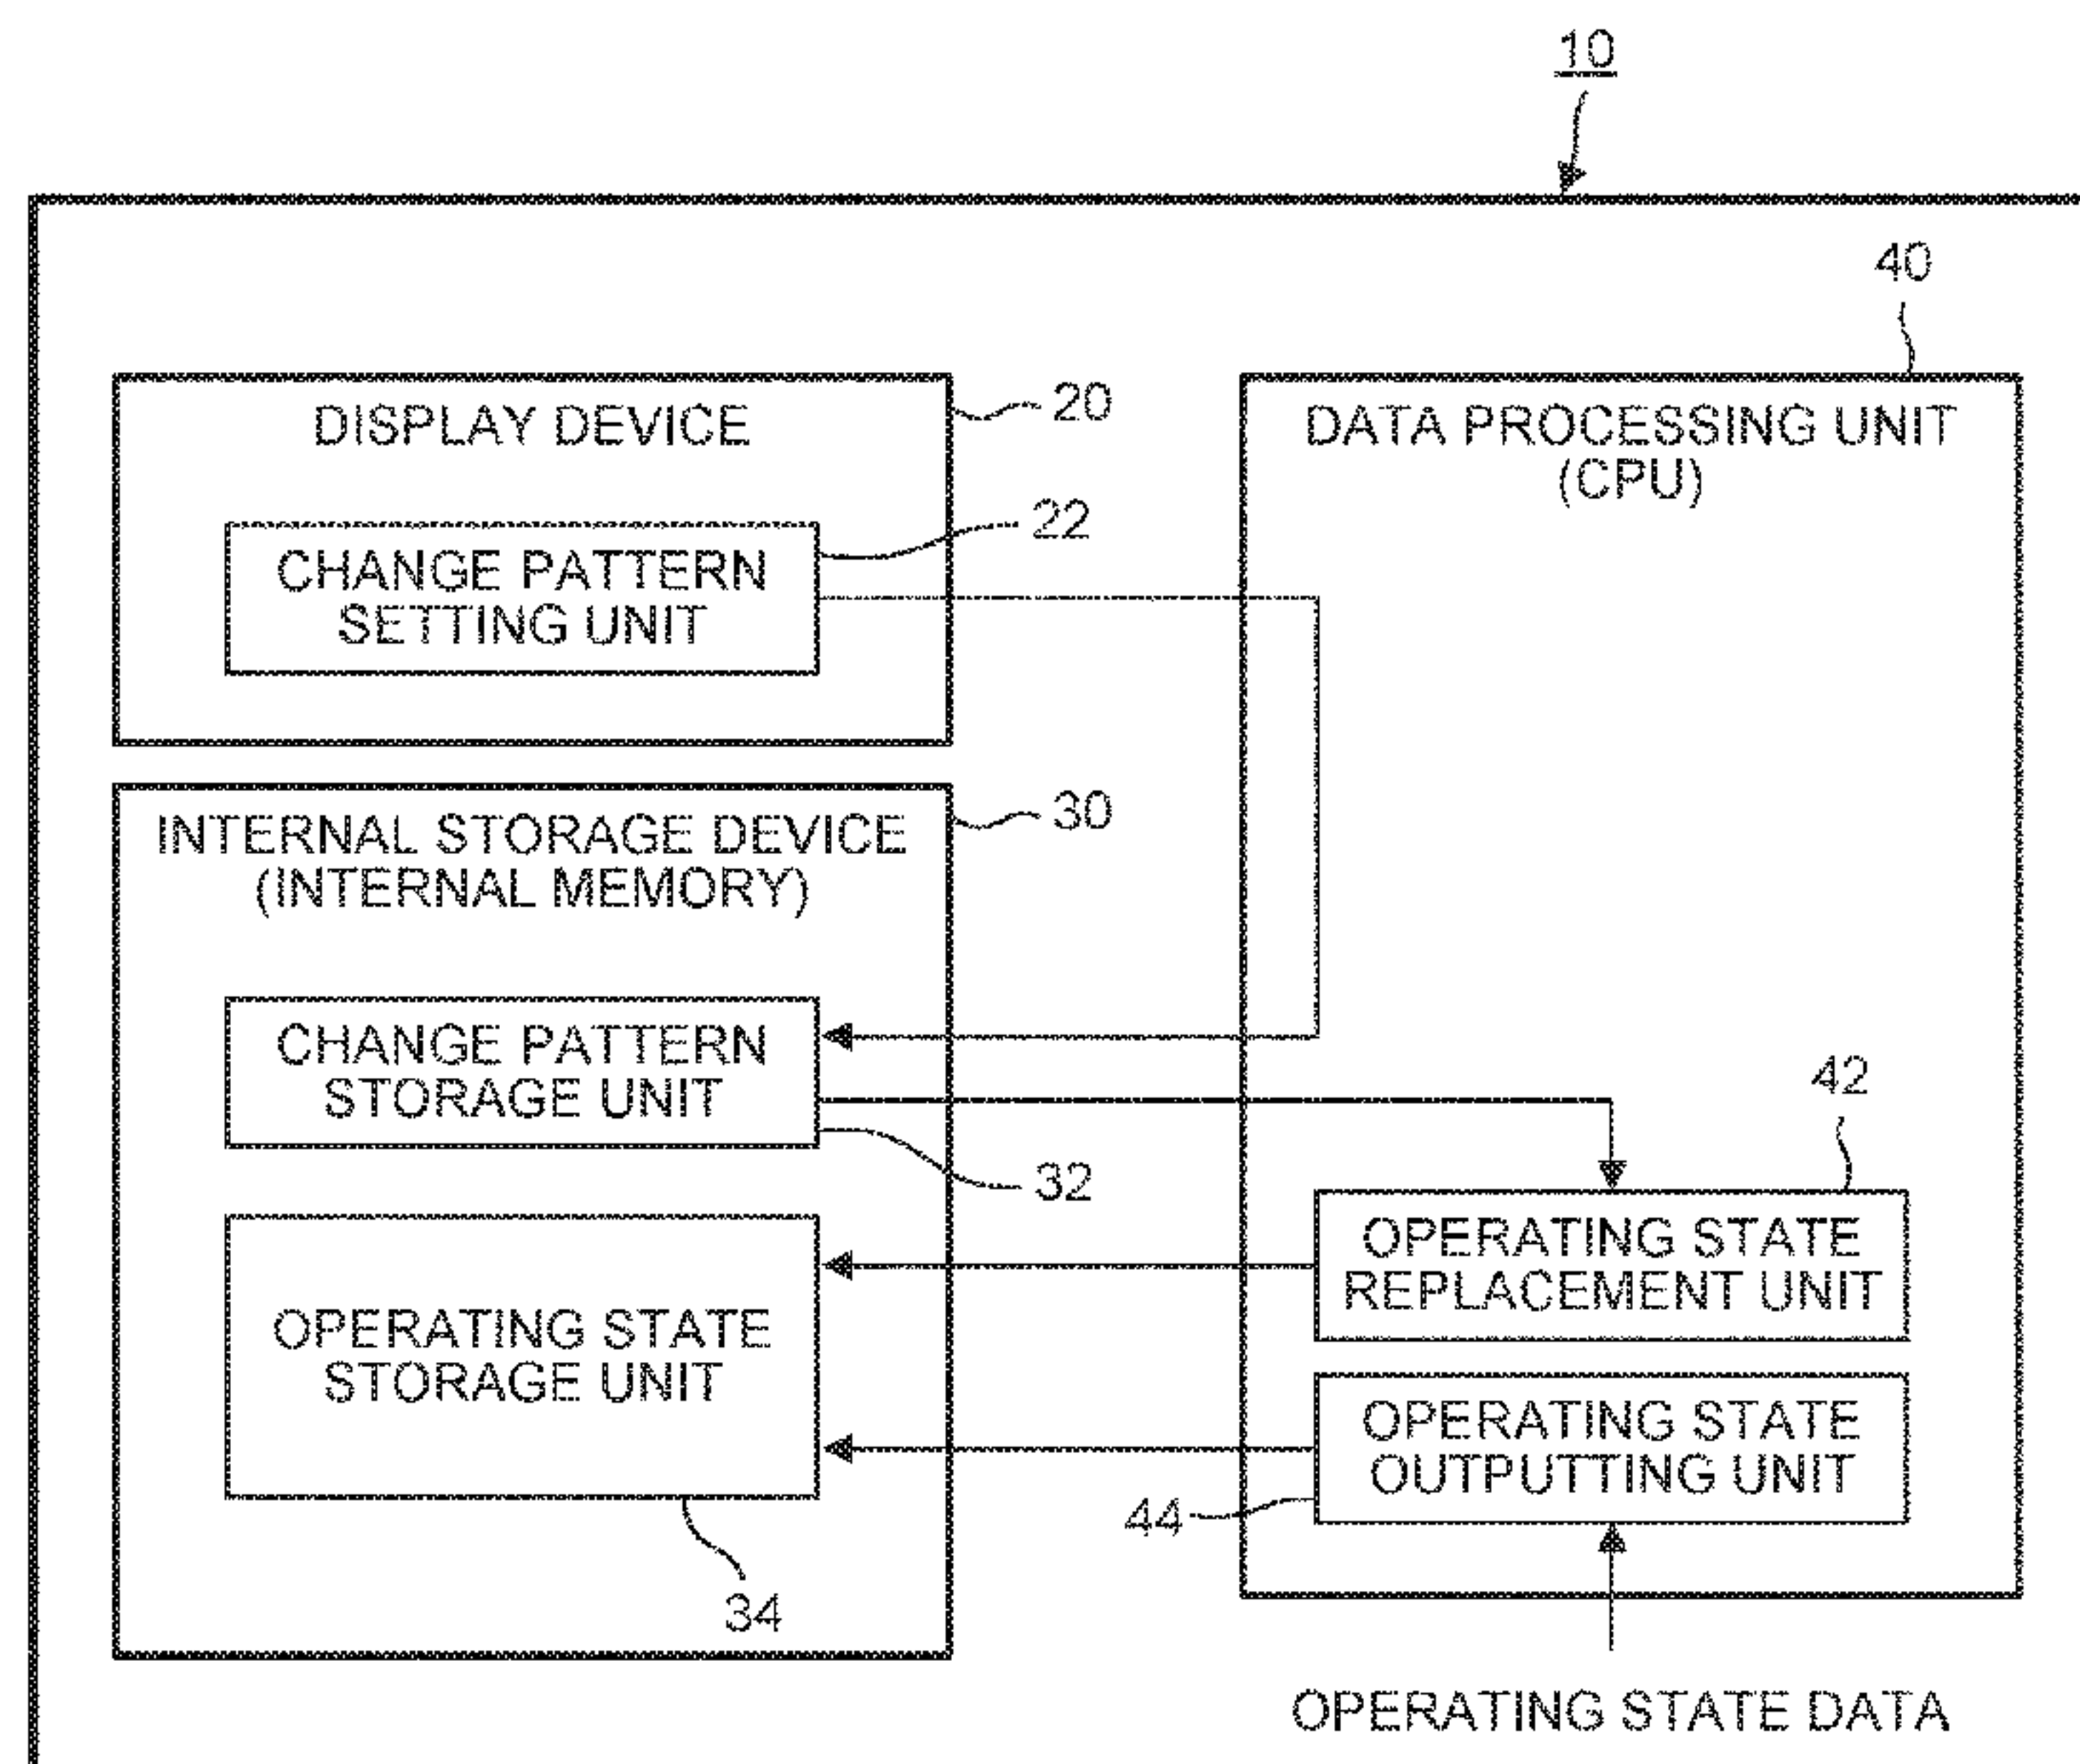 10
40
DISPLAY DEVICE
20
22
CHANGE PATTERN
SETTING UNIT
DATA PROCESSING UNIT
(CPU)
INTERNAL STORAGE DEVICE
(INTERNAL MEMORY)
30
CHANGE PATTERN
STORAGE UNIT
32
OPERATING STATE
STORAGE UNIT
34
42
OPERATING STATE
REPLACEMENT UNIT
OPERATING STATE
OUTPUTTING UNIT
44
OPERATING STATE DATA